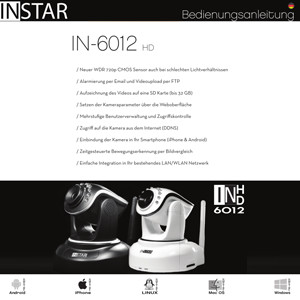 INSTAR
Bedienungsanleitung
IN-6012 HD
/ Neuer WDR 720p CMOS Sensor auch bei schlechten Lichtverhältnissen
/ Alarmierung per Email und Videoupload per FTP
/ Aufzeichnung des Videos auf eine SD Karte (bis 32 GB)
/ Setzen der Kameraparameter über die Weboberfläche
/ Mehrstufige Benutzerverwaltung und Zugriffskontrolle
/ Zugriff auf die Kamera aus dem Internet (DDNS)
/ Einbindung der Kamera in Ihr Smartphone (iPhone & Android)
/ Zeitgesteuerte Bewegungserkennung per Bildvergleich
/ Einfache Integration in Ihr bestehendes LAN/WLAN Netzwerk
IN HD
6012
Android
iPhone
LINUX
Mac OS
Windows